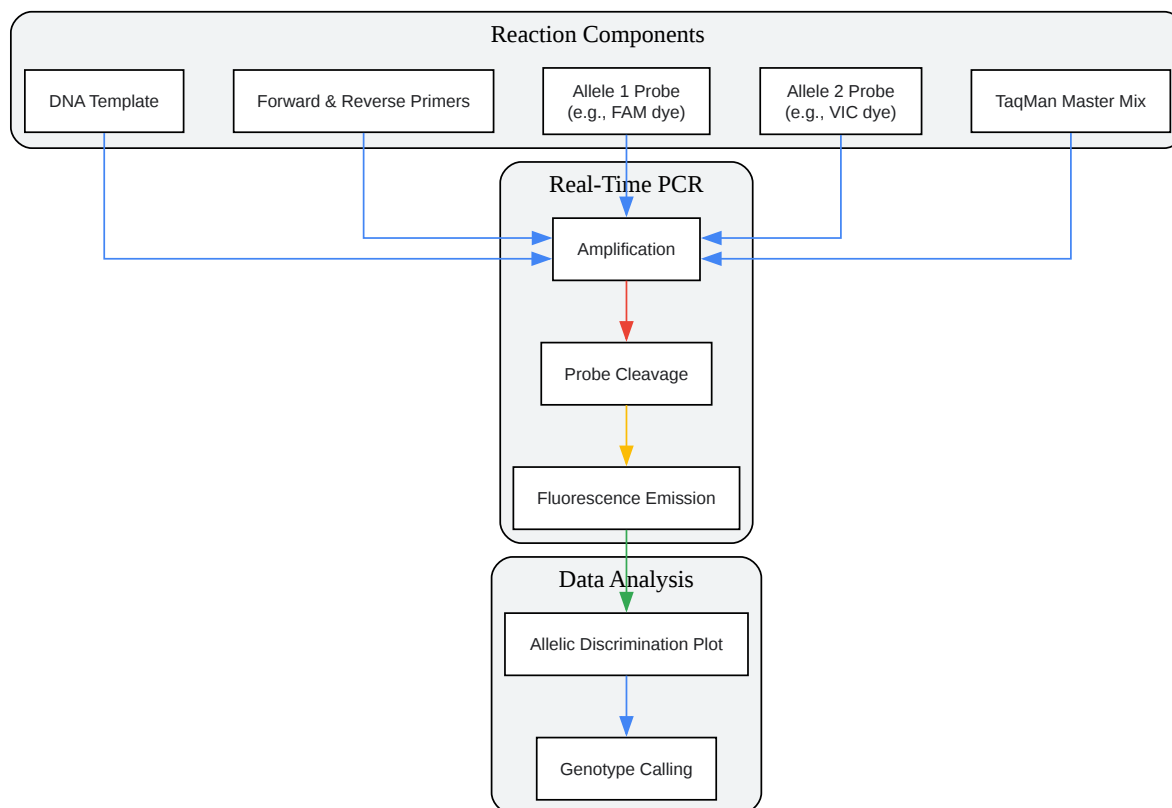 Reaction Components
DNA Template
Forward & Reverse Primers
Allele 1 Probe
(e.g., FAM dye)
Allele 2 Probe
(e.g., VIC dye)
TaqMan Master Mix
Real-Time PCR
Amplification
Probe Cleavage
Fluorescence Emission
Data Analysis
Allelic Discrimination Plot
Genotype Calling